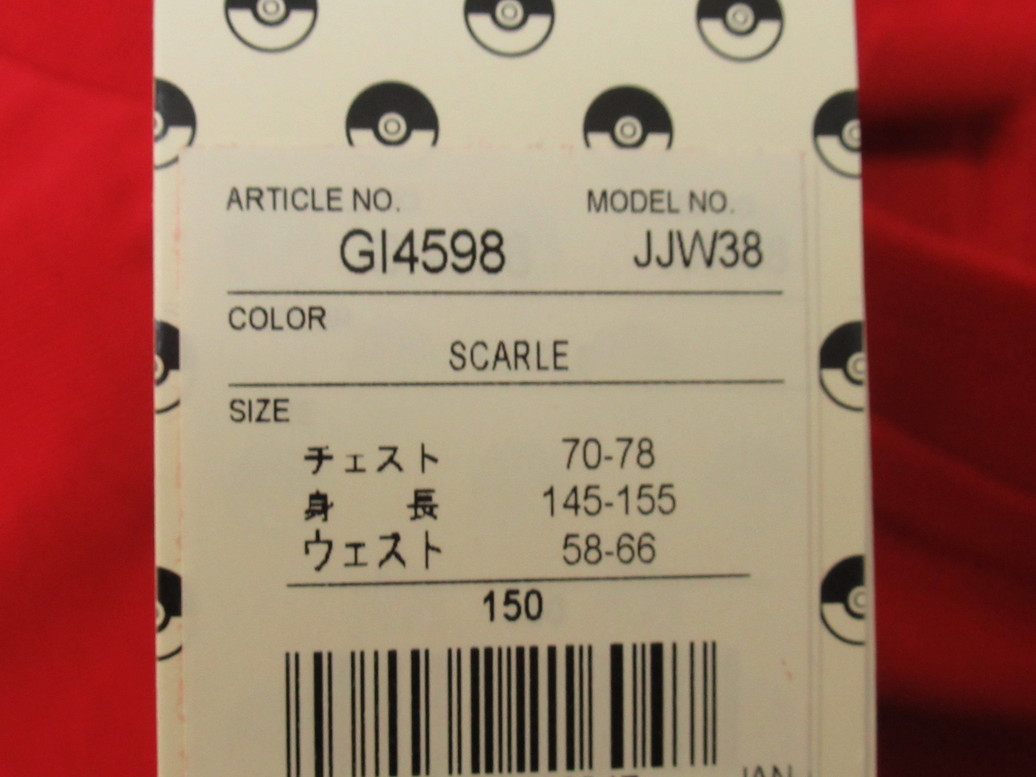 ARTICLE NO. MODEL NO.
GI4598 JJW38
COLOR
SCARLE
SIZE
チェスト 70-78
身 長 145-155
ウェスト 58-66
150
JAN